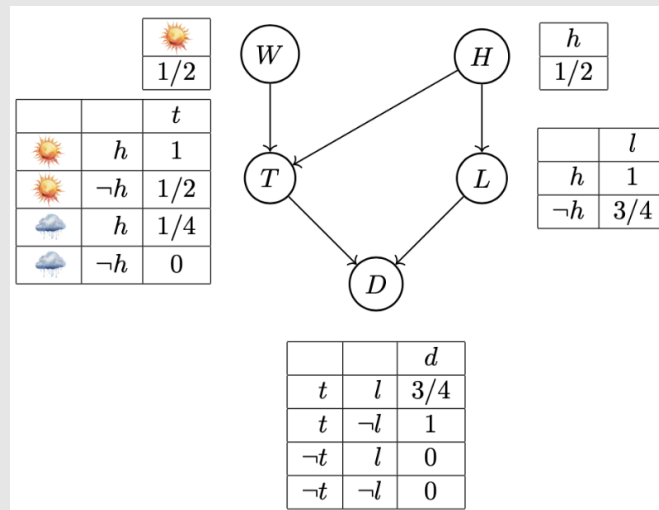 ☀️
1/2
W
H
h
1/2
t
☀️ h 1
☀️ ¬h 1/2
🌧️ h 1/4
🌧️ ¬h 0
T
L
l
h 1
¬h 3/4
D
d
t l 3/4
t ¬l 1
¬t l 0
¬t ¬l 0